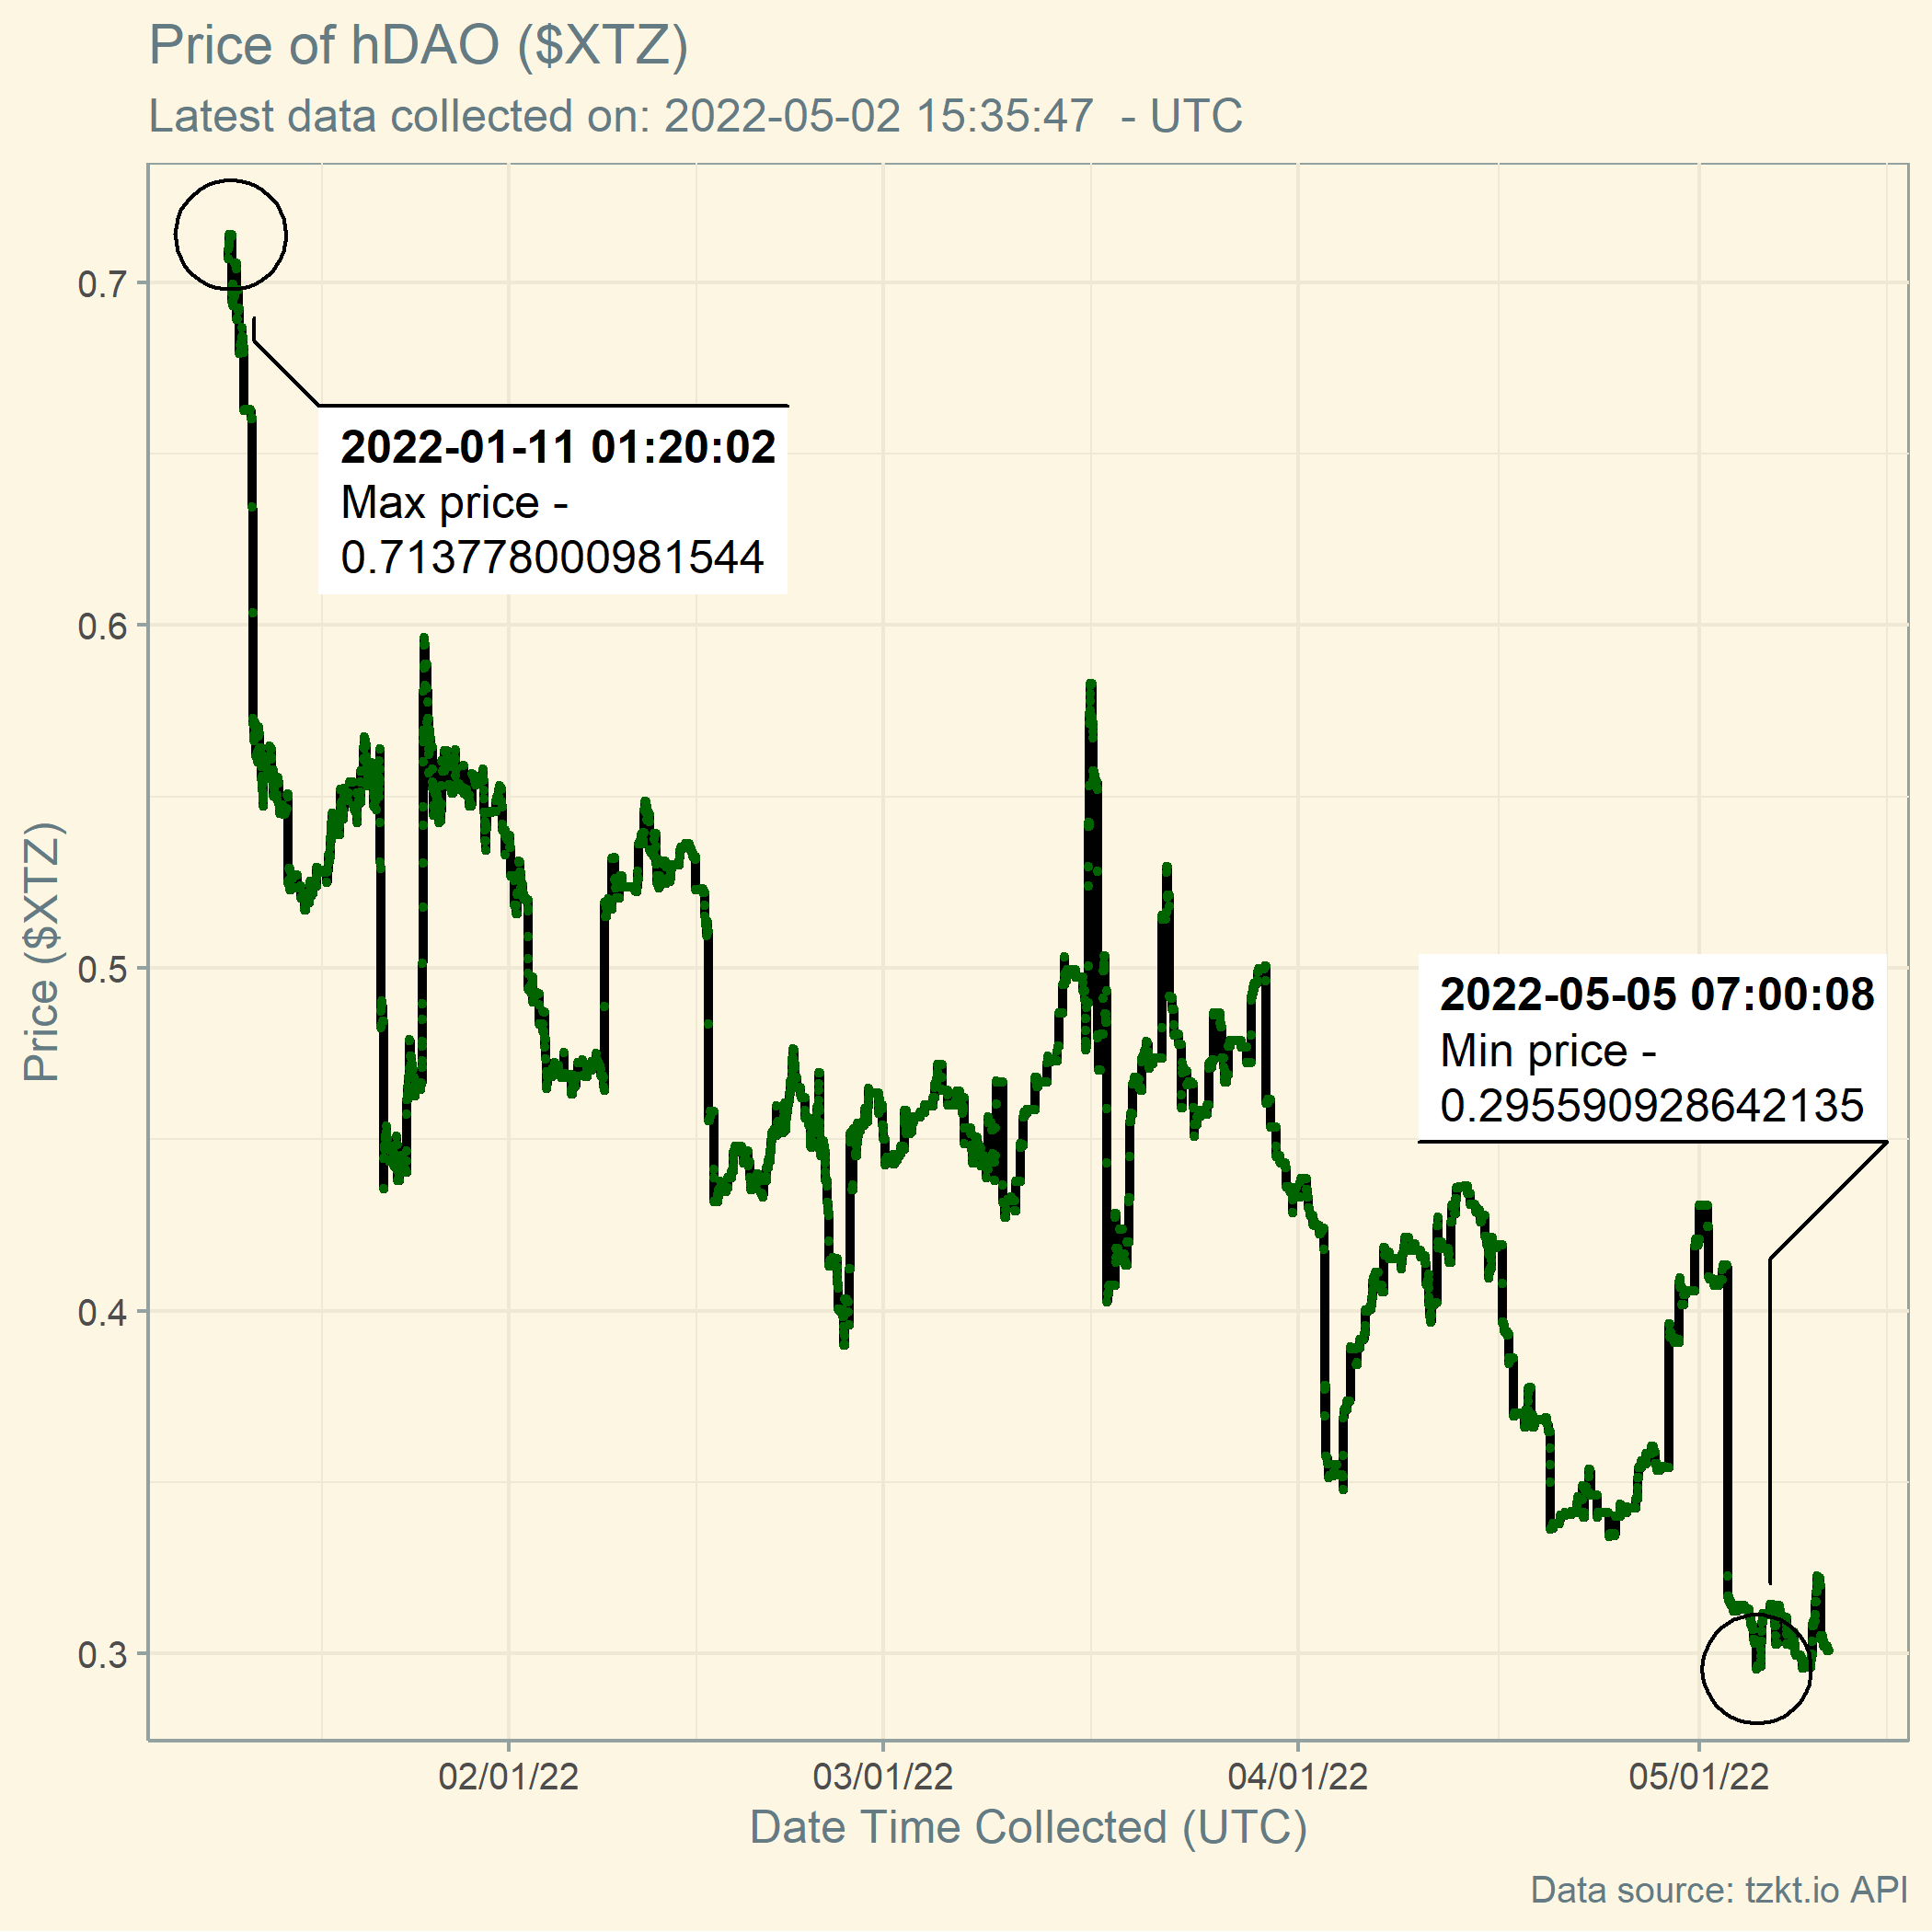 Price of hDAO ($XTZ)
Latest data collected on: 2022-05-02 15:35:47  - UTC
0.7
2022-01-11 01:20:02
Max price -
0.713778000981544
0.6
Price ($XTZ)
0.5
2022-05-05 07:00:08
Min price -
0.295590928642135
0.4
0.3
02/01/22 03/01/22 04/01/22 05/01/22
Date Time Collected (UTC)
Data source: tzkt.io API